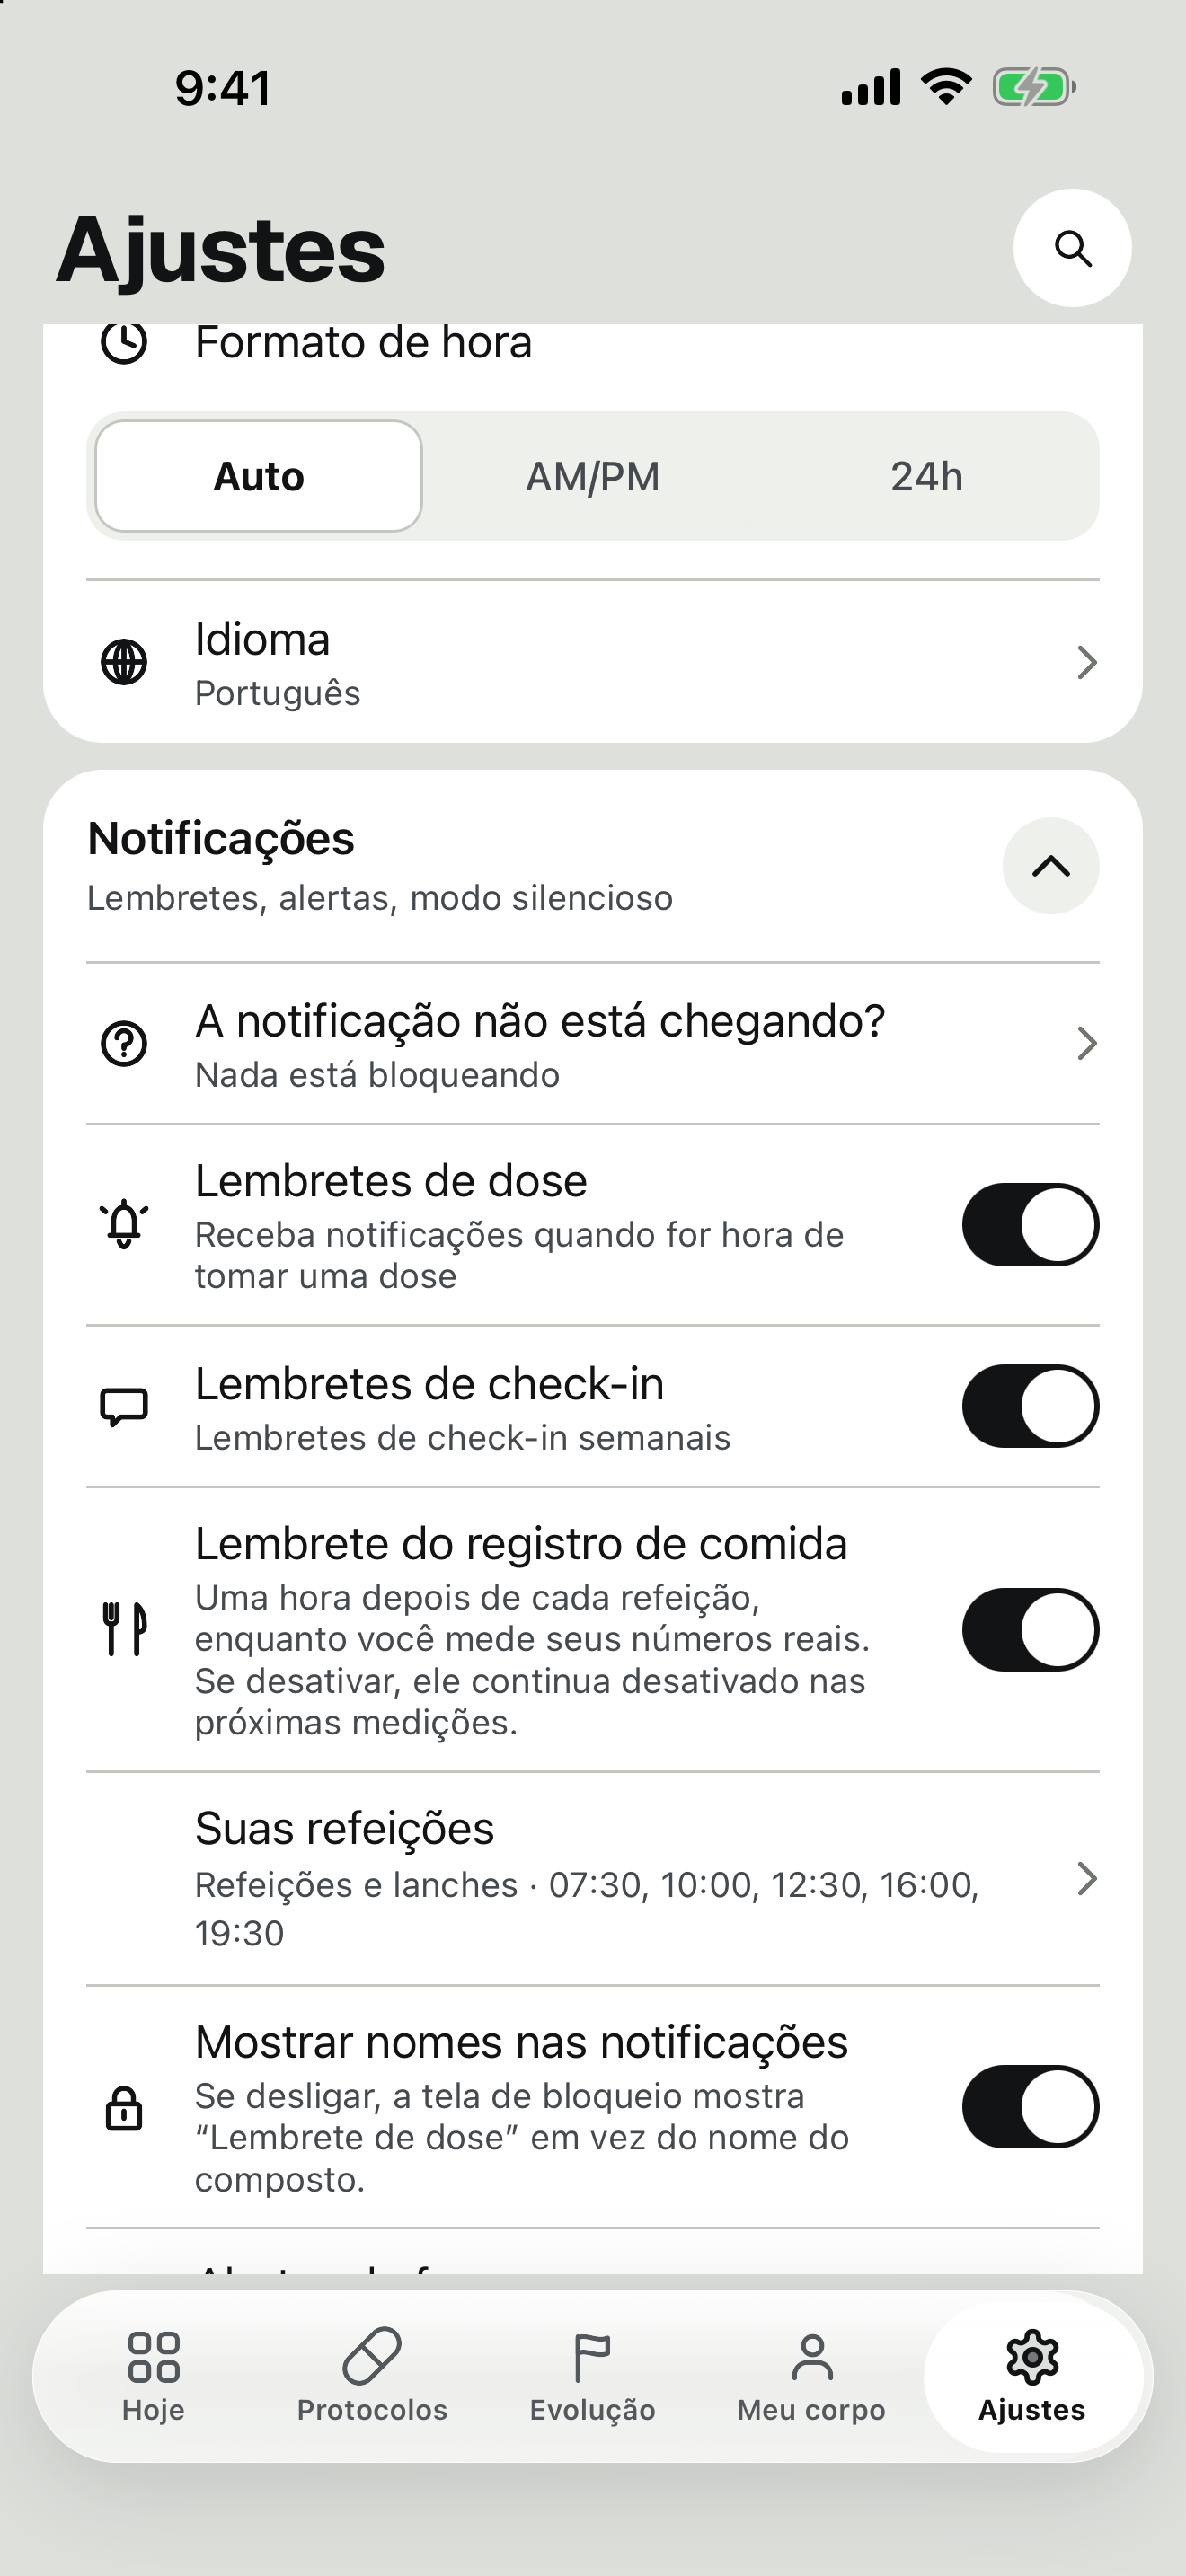 9:41
Ajustes
Formato de hora
Auto
AM/PM
24h
Idioma
Português
Notificações
Lembretes, alertas, modo silencioso
A notificação não está chegando?
Nada está bloqueando
Lembretes de dose
Receba notificações quando for hora de
tomar uma dose
Lembretes de check-in
Lembretes de check-in semanais
Lembrete do registro de comida
Uma hora depois de cada refeição,
enquanto você mede seus números reais.
Se desativar, ele continua desativado nas
próximas medições.
Suas refeições
Refeições e lanches · 07:30, 10:00, 12:30, 16:00,
19:30
Mostrar nomes nas notificações
Se desligar, a tela de bloqueio mostra
“Lembrete de dose” em vez do nome do
composto.
Hoje
Protocolos
Evolução
Meu corpo
Ajustes